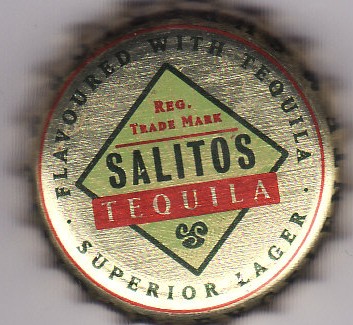 · FLAVOURED WITH TEQUILA ·
REG.
TRADE MARK
SALITOS
TEQUILA
SUPERIOR LAGER